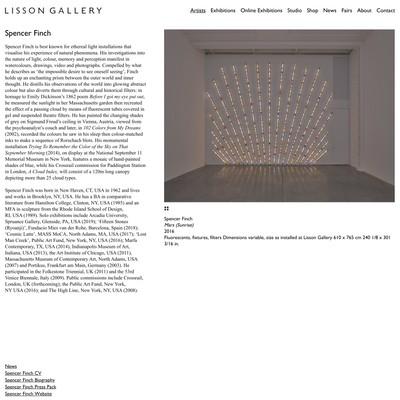 LISSON GALLERY
Artists Exhibitions Online Exhibitions Studio Shop News Fairs About Contact
Spencer Finch
Spencer Finch is best known for ethereal light installations that
visualise his experience of natural phenomena. His investigations into
the nature of light, colour, memory and perception manifest in
watercolours, drawings, video and photographs. Compelled by what
he describes as 'the impossible desire to see oneself seeing', Finch
holds up an enchanting prism between the outer world and inner
thought. He distils his observations of the world into glowing abstract
colour but also diverts them through cultural and historical filters: in
homage to Emily Dickinson's 1862 poem Before I got my eye put out,
he measured the sunlight in her Massachusetts garden then recreated
the effect of a passing cloud by means of fluorescent tubes covered in
gel and suspended theatre filters. He has painted the changing shades
of grey on Sigmund Freud's ceiling in Vienna, Austria, viewed from
the psychoanalyst's couch and later, in 102 Colors from My Dreams
(2002), recorded the colours he saw in his sleep then colour-matched
inks to make a sequence of Rorschach blots. His monumental
installation Trying To Remember the Color of the Sky on That
September Morning (2014), on display at the National September 11
Memorial Museum in New York, features a mosaic of hand-painted
shades of blue, while his Crossrail commission for Paddington Station
in London, A Cloud Index, will consist of a 120m long canopy
depicting more than 25 cloud types.
Spencer Finch was born in New Haven, CT, USA in 1962 and lives
and works in Brooklyn, NY, USA. He has a BA in comparative
literature from Hamilton College, Clinton, NY, USA (1985) and an
MFA in sculpture from the Rhode Island School of Design,
RI, USA (1989). Solo exhibitions include Arcadia University,
Spruance Gallery, Glenside, PA, USA (2019); 'Fifteen Stones
(Ryoanji)', Fundacio Mies van der Rohe, Barcelona, Spain (2018);
'Cosmic Latte', MASS MoCA, North Adams, MA, USA (2017); 'Lost
Man Creek', Public Art Fund, New York, NY, USA (2016); Marfa
Contemporary, TX, USA (2014); Indianapolis Museum of Art,
Indiana, USA (2013); the Art Institute of Chicago, USA (2011);
Massachusetts Museum of Contemporary Art, North Adams, USA
(2007) and Portikus, Frankfurt am Main, Germany (2003). He
participated in the Folkestone Triennial, UK (2011) and the 53rd
Venice Biennale, Italy (2009). Public commissions include Crossrail,
London, UK (forthcoming); the Public Art Fund, New York,
NY USA (2016); and The High Line, New York, NY, USA (2008).
Spencer Finch
Mars (Sunrise)
2016
Fluorescents, fixtures, filters Dimensions variable, size as installed at Lisson Gallery 610 x 765 cm 240 1/8 x 301
3/16 in.
News
Spencer Finch CV
Spencer Finch Biography
Spencer Finch Press Pack
Spencer Finch Website